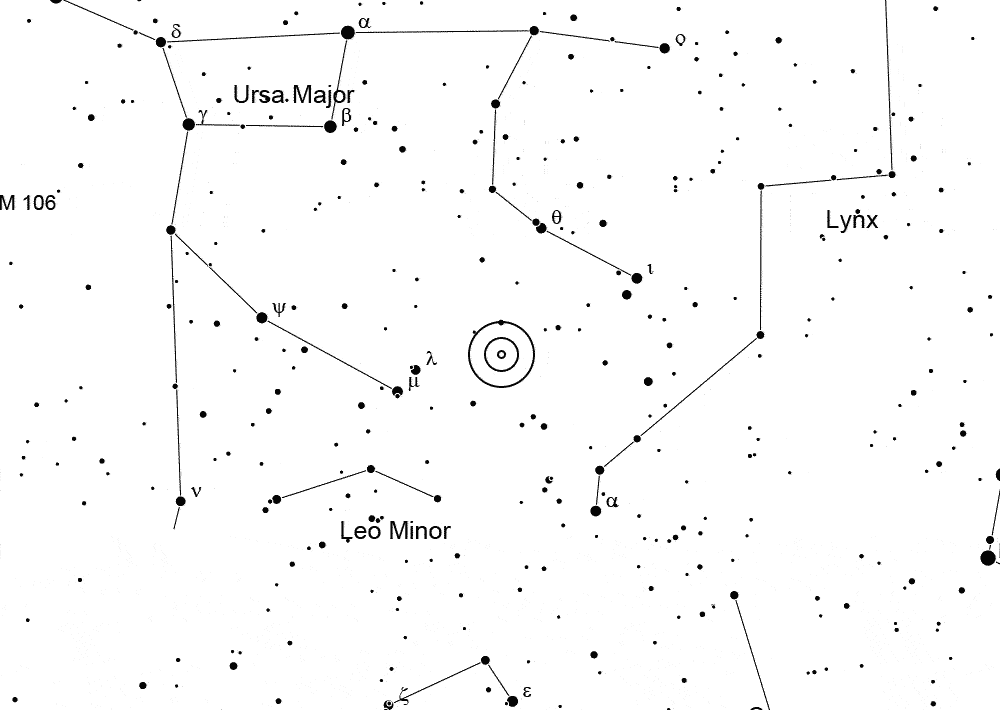 α
δ
ο
Ursa Major
γ
β
M 106
θ
Lynx
ι
ψ
λ
μ
ν
α
Leo Minor
ζ
ε